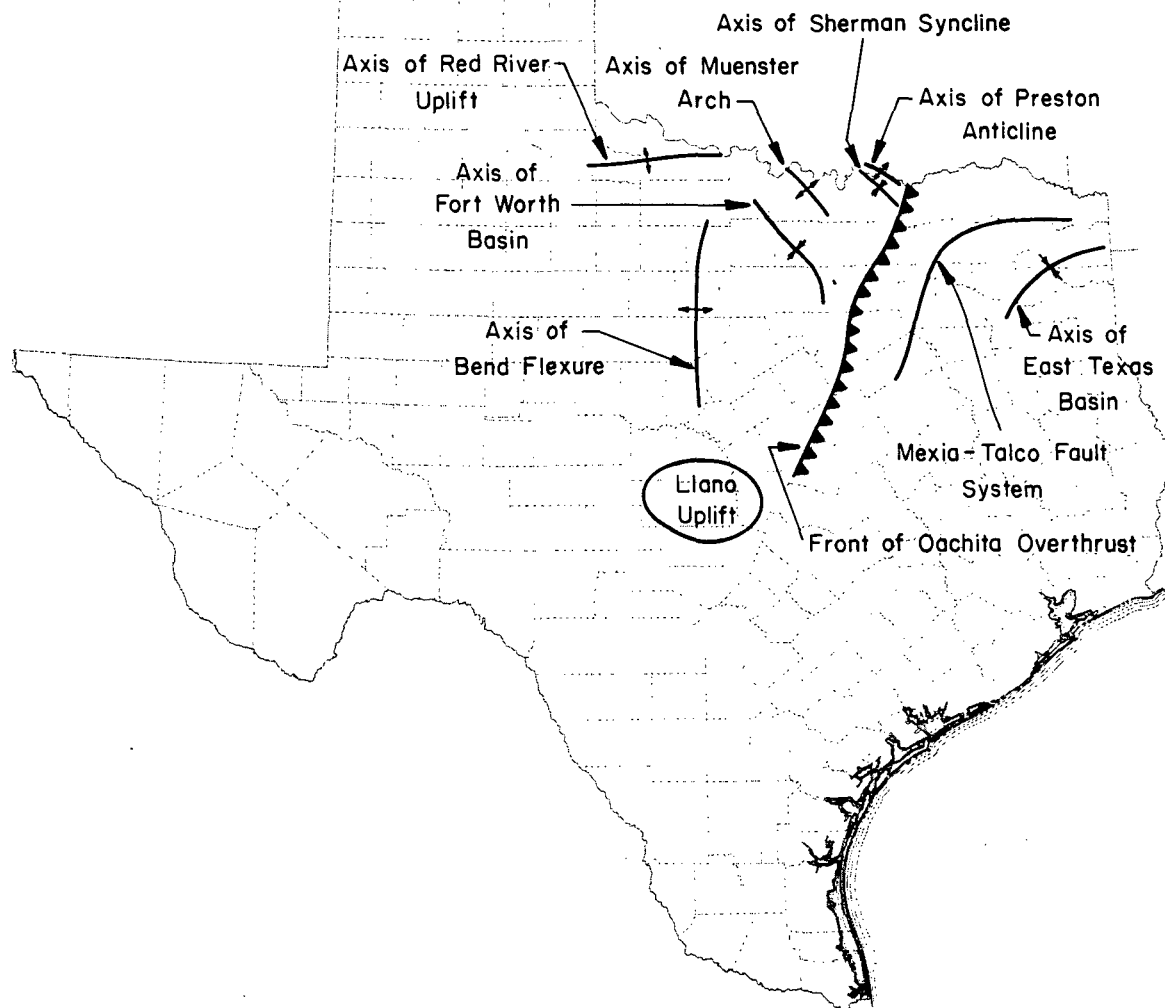 Axis of Sherman Syncline
Axis of Red River
Uplift
Axis of Muenster
Arch
Axis of Preston
Anticline
Axis of
Fort Worth
Basin
Axis of
Bend Flexure
Axis of
East Texas
Basin
Mexia-Talco Fault
System
Llano
Uplift
Front of Oachita Overthrust